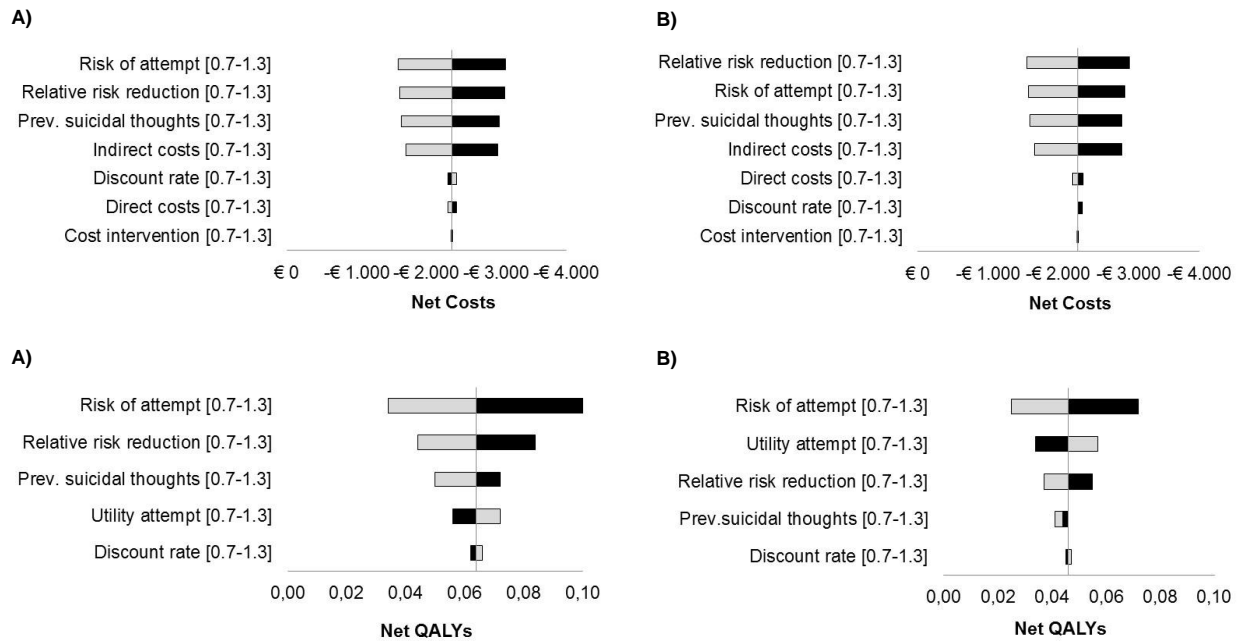 A)
Risk of attempt [0.7-1.3]
Relative risk reduction [0.7-1.3]
Prev. suicidal thoughts [0.7-1.3]
Indirect costs [0.7-1.3]
Discount rate [0.7-1.3]
Direct costs [0.7-1.3]
Cost intervention [0.7-1.3]
€ 0 -€ 1.000 -€ 2.000 -€ 3.000 -€ 4.000
Net Costs
B)
Relative risk reduction [0.7-1.3]
Risk of attempt [0.7-1.3]
Prev. suicidal thoughts [0.7-1.3]
Indirect costs [0.7-1.3]
Direct costs [0.7-1.3]
Discount rate [0.7-1.3]
Cost intervention [0.7-1.3]
€ 0 -€ 1.000 -€ 2.000 -€ 3.000 -€ 4.000
Net Costs
A)
Risk of attempt [0.7-1.3]
Relative risk reduction [0.7-1.3]
Prev. suicidal thoughts [0.7-1.3]
Utility attempt [0.7-1.3]
Discount rate [0.7-1.3]
0,00 0,02 0,04 0,06 0,08 0,10
Net QALYs
B)
Risk of attempt [0.7-1.3]
Utility attempt [0.7-1.3]
Relative risk reduction [0.7-1.3]
Prev.suicidal thoughts [0.7-1.3]
Discount rate [0.7-1.3]
0,00 0,02 0,04 0,06 0,08 0,10
Net QALYs